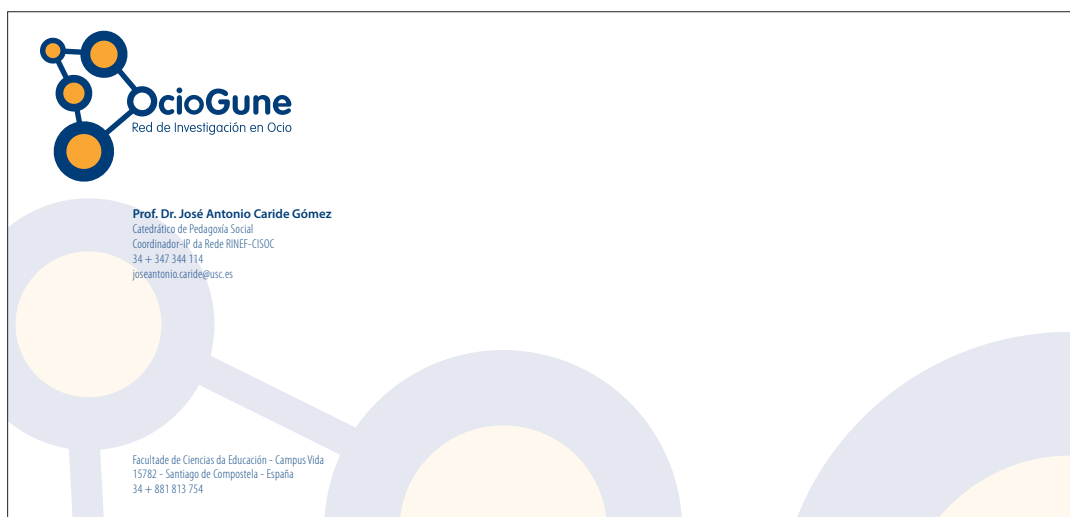 OcioGune
Red de Investigación en Ocio
Prof. Dr. José Antonio Caride Gómez
Catedrático de Pedagoxía Social
Coordinador-IP da Rede RINEF-CISOC
34 + 347 344 114
joseantonio.caride@usc.es
Facultade de Ciencias da Educación - Campus Vida
15782 - Santiago de Compostela - España
34 + 881 813 754